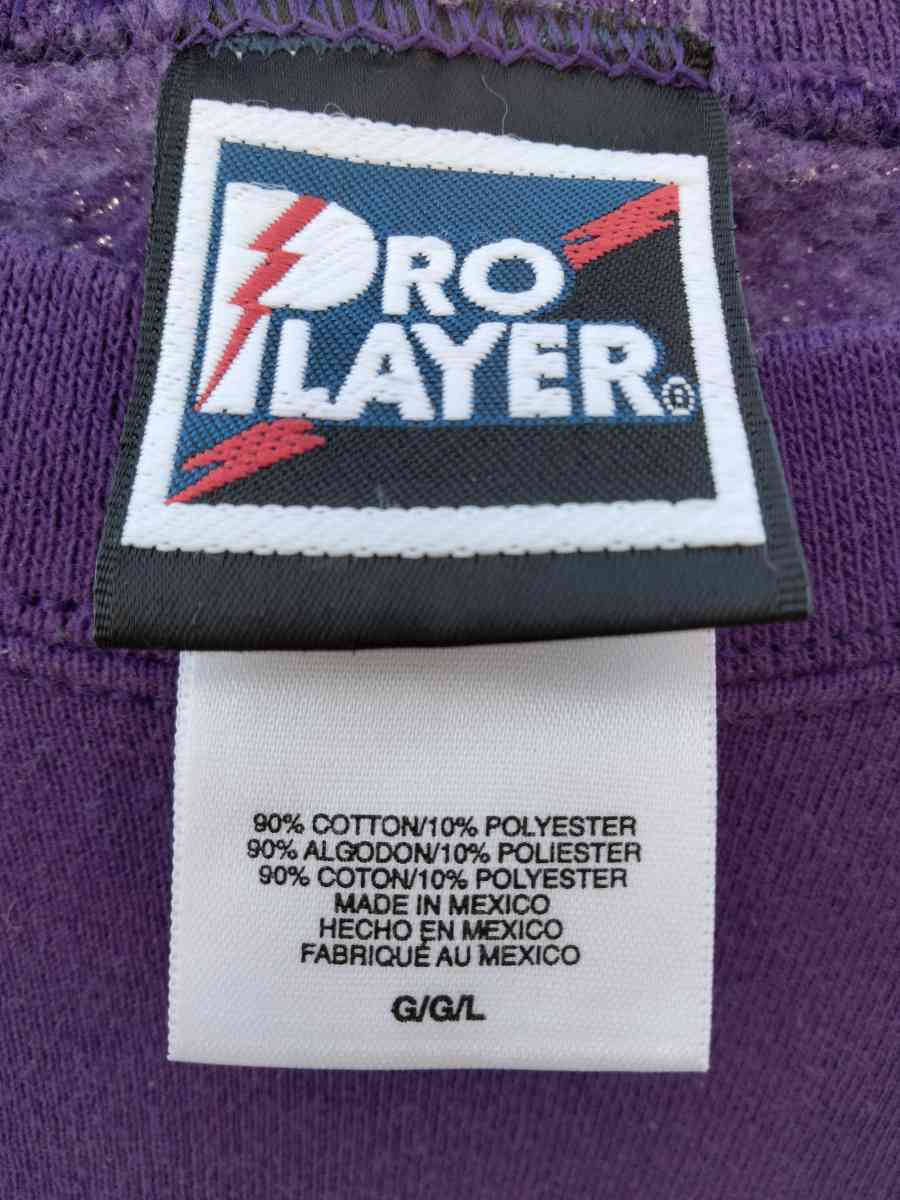 PRO
PLAYER®
90% COTTON/10% POLYESTER
90% ALGODON/10% POLIESTER
90% COTON/10% POLYESTER
MADE IN MEXICO
HECHO EN MEXICO
FABRIQUÉ AU MEXICO
G/G/L